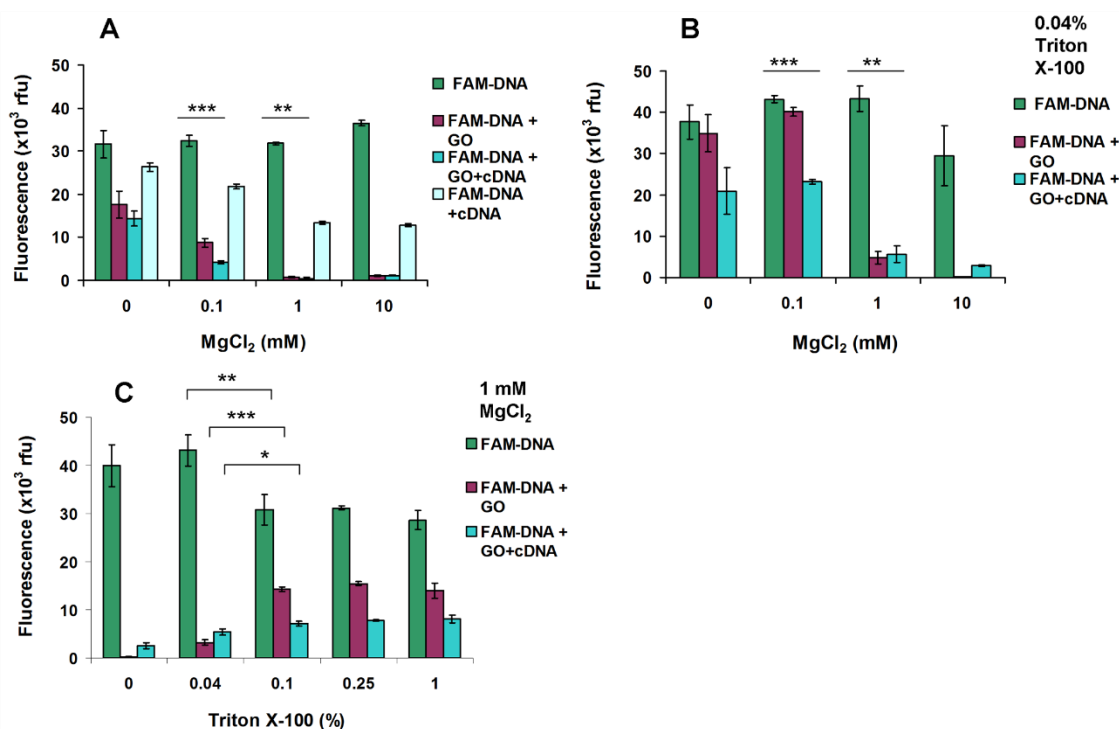 A
Fluorescence (x10³ rfu)
50
40
30
20
10
0
***
**
0 0.1 1 10
MgCl₂ (mM)
FAM-DNA
FAM-DNA +
GO
FAM-DNA +
GO+cDNA
FAM-DNA
+cDNA
B
Fluorescence (x10³ rfu)
50
40
30
20
10
0
***
**
0 0.1 1 10
MgCl₂ (mM)
0.04%
Triton
X-100
FAM-DNA
FAM-DNA +
GO
FAM-DNA +
GO+cDNA
C
Fluorescence (x10³ rfu)
50
40
30
20
10
0
**
***
*
0 0.04 0.1 0.25 1
Triton X-100 (%)
1 mM
MgCl₂
FAM-DNA
FAM-DNA +
GO
FAM-DNA +
GO+cDNA